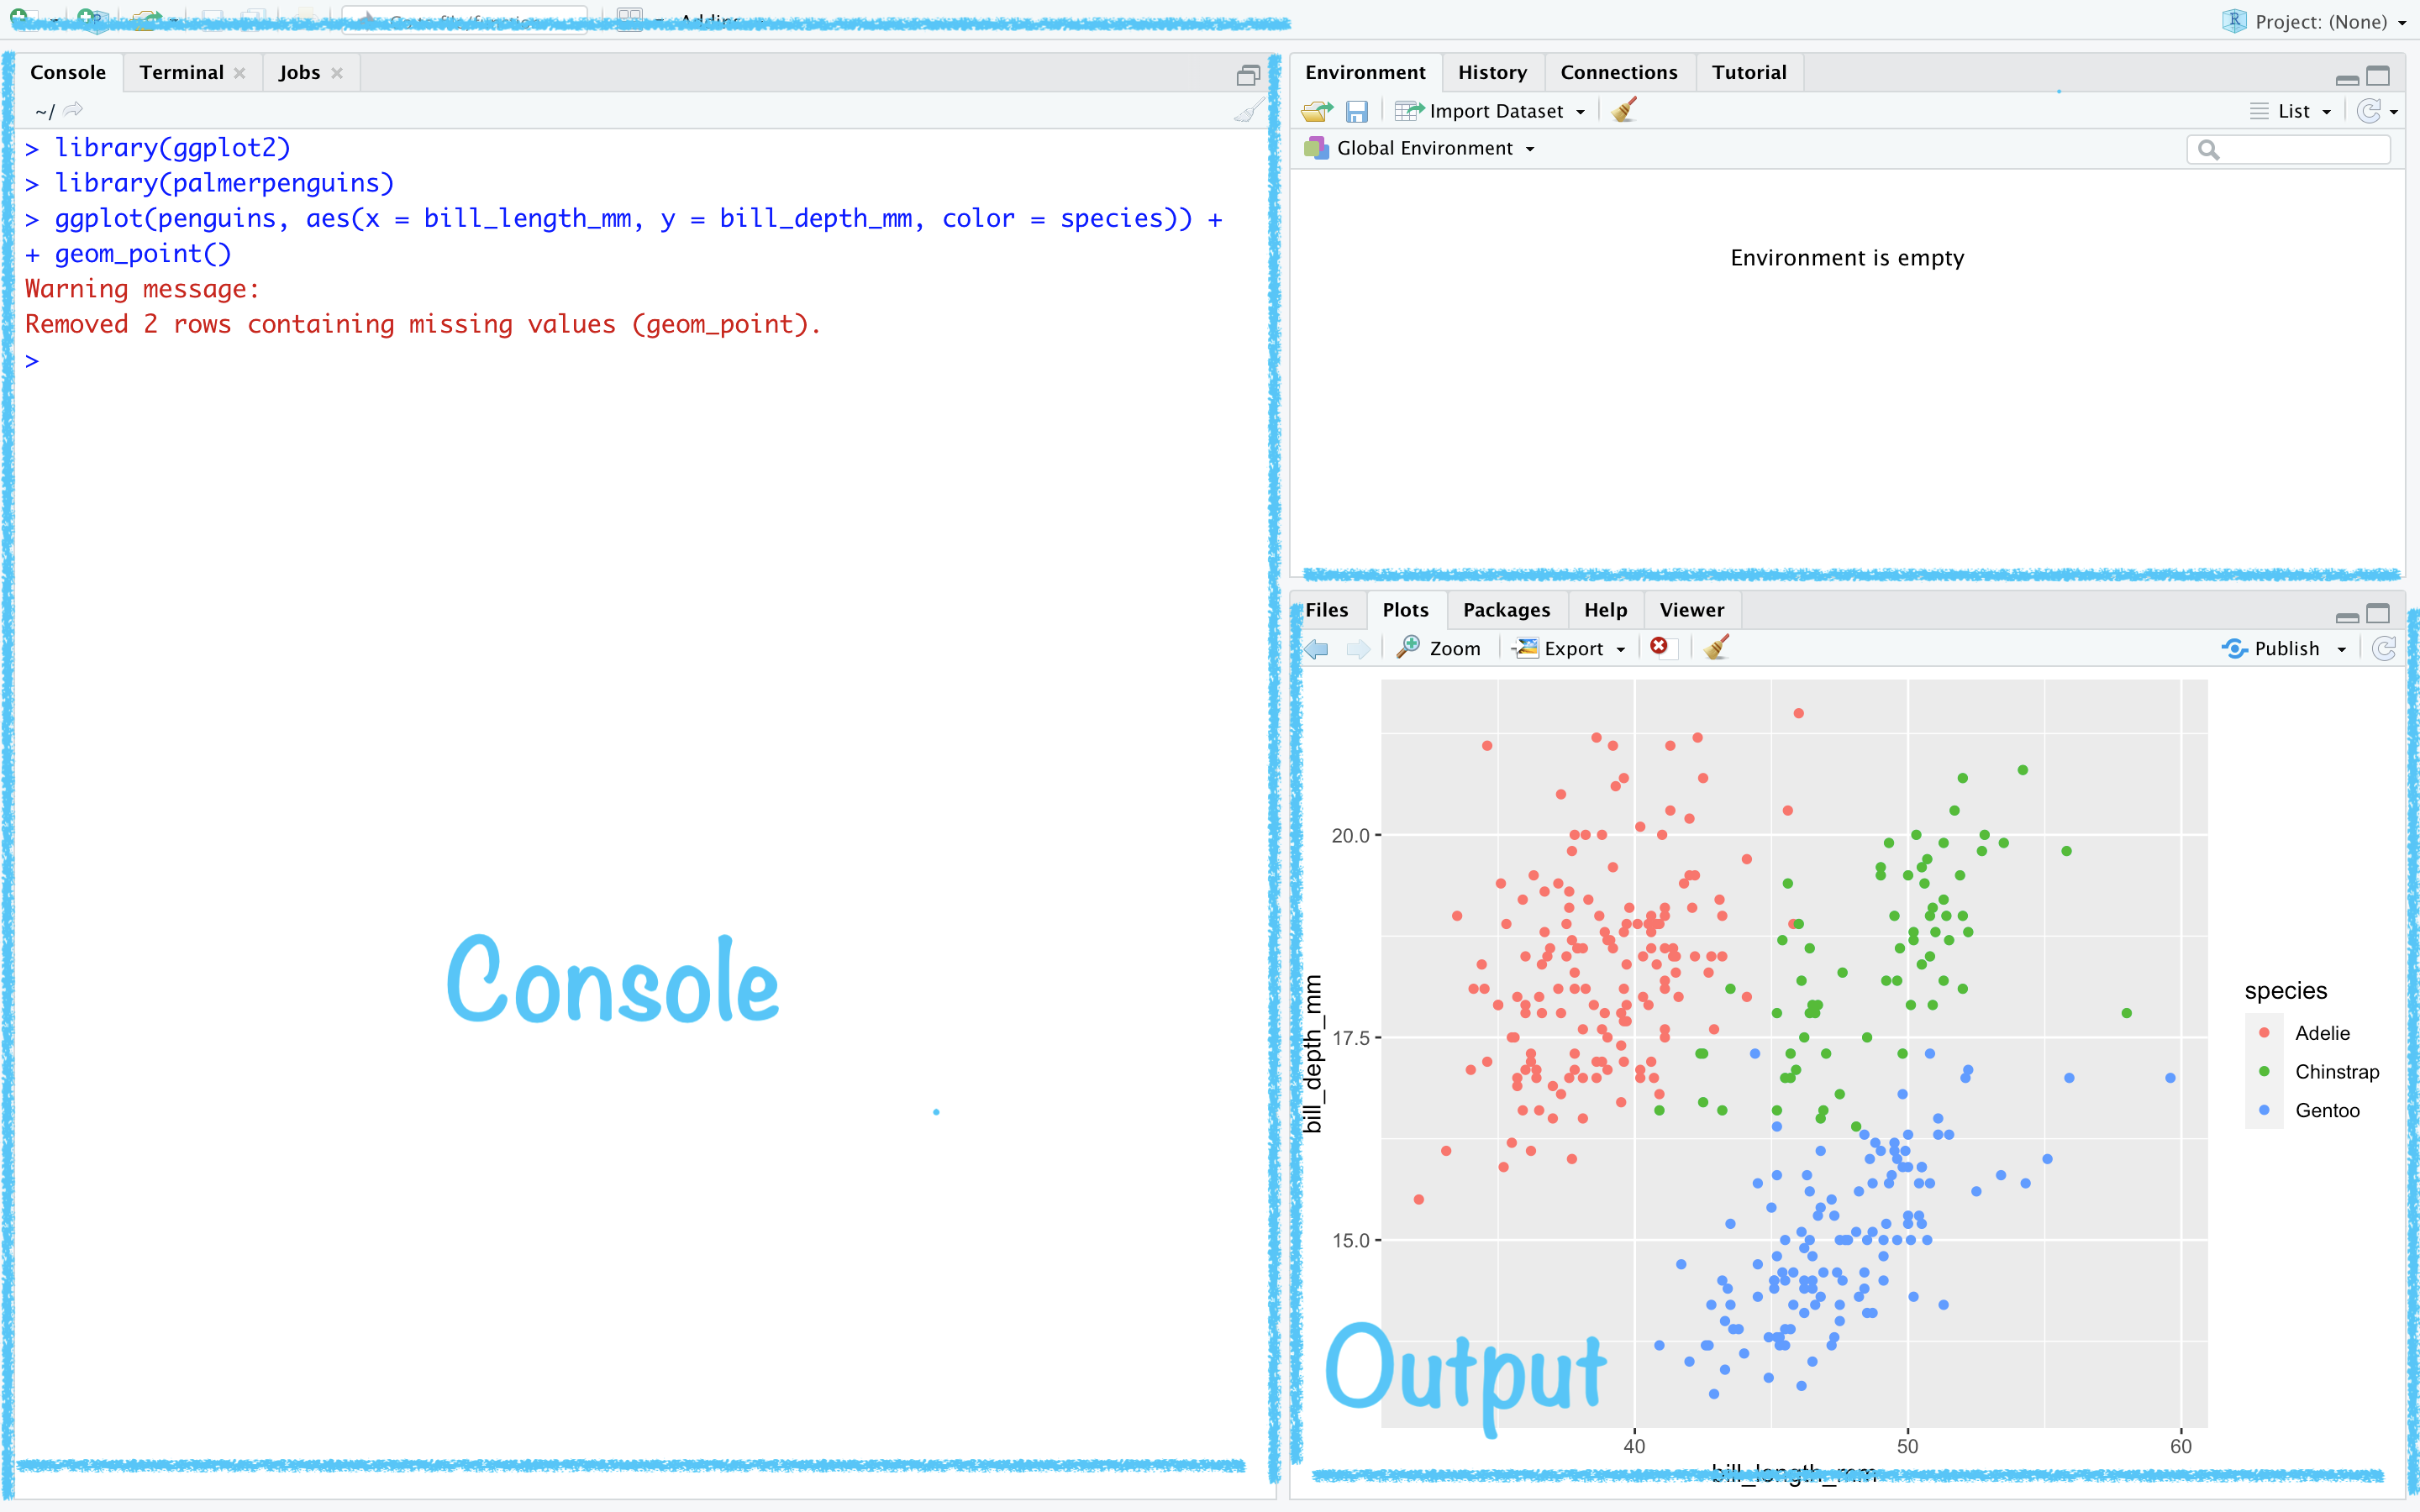 Project: (None)
Console Terminal Jobs
~/
> library(ggplot2)
> library(palmerpenguins)
> ggplot(penguins, aes(x = bill_length_mm, y = bill_depth_mm, color = species)) +
+ geom_point()
Warning message:
Removed 2 rows containing missing values (geom_point).
>
Console
Environment History Connections Tutorial
Import Dataset List
Global Environment
Environment is empty
Files Plots Packages Help Viewer
Zoom Export Publish
20.0
17.5
15.0
bill_depth_mm
40 50 60
bill_length_mm
species
Adelie
Chinstrap
Gentoo
Output